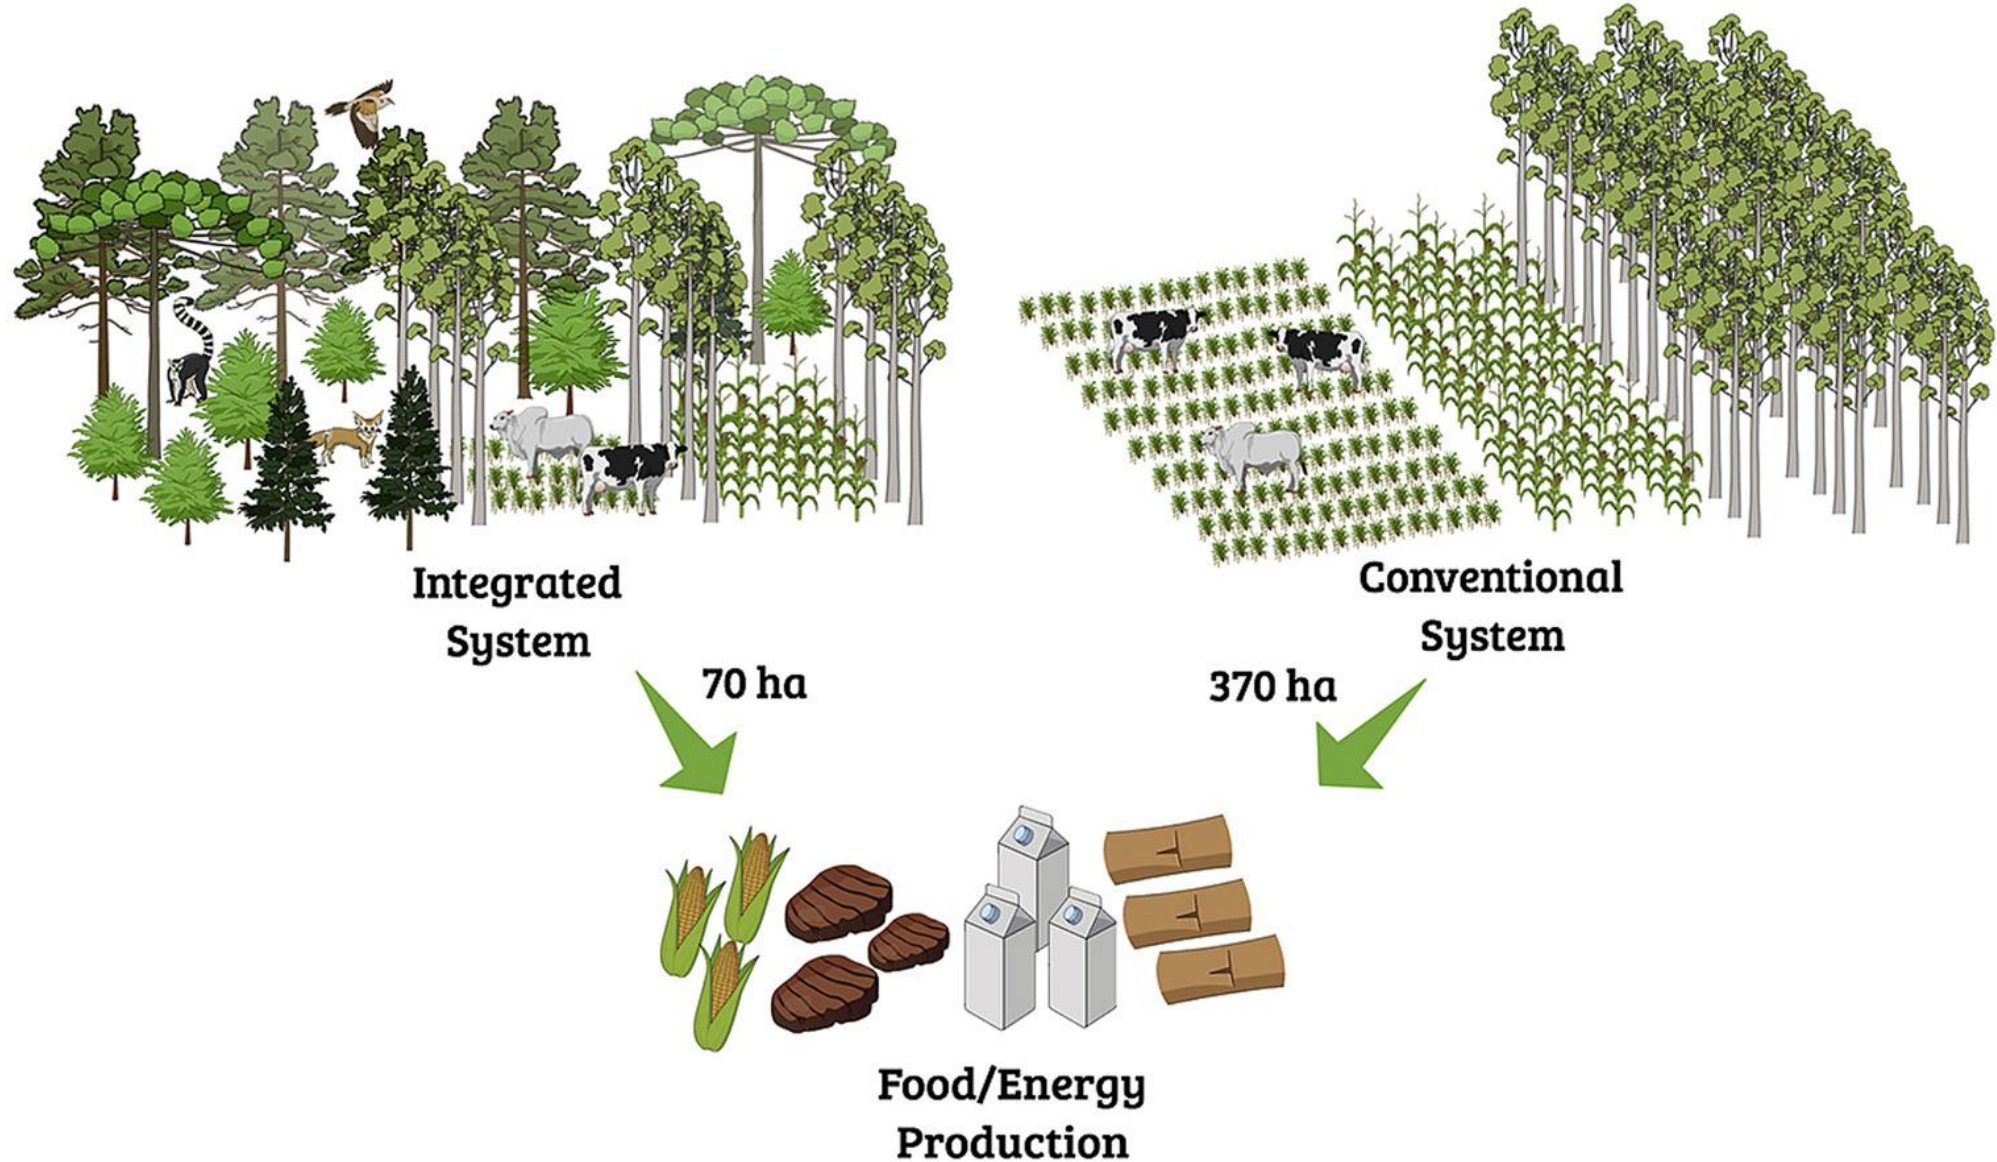 Integrated
System
Conventional
System
70 ha
370 ha
Food/Energy
Production